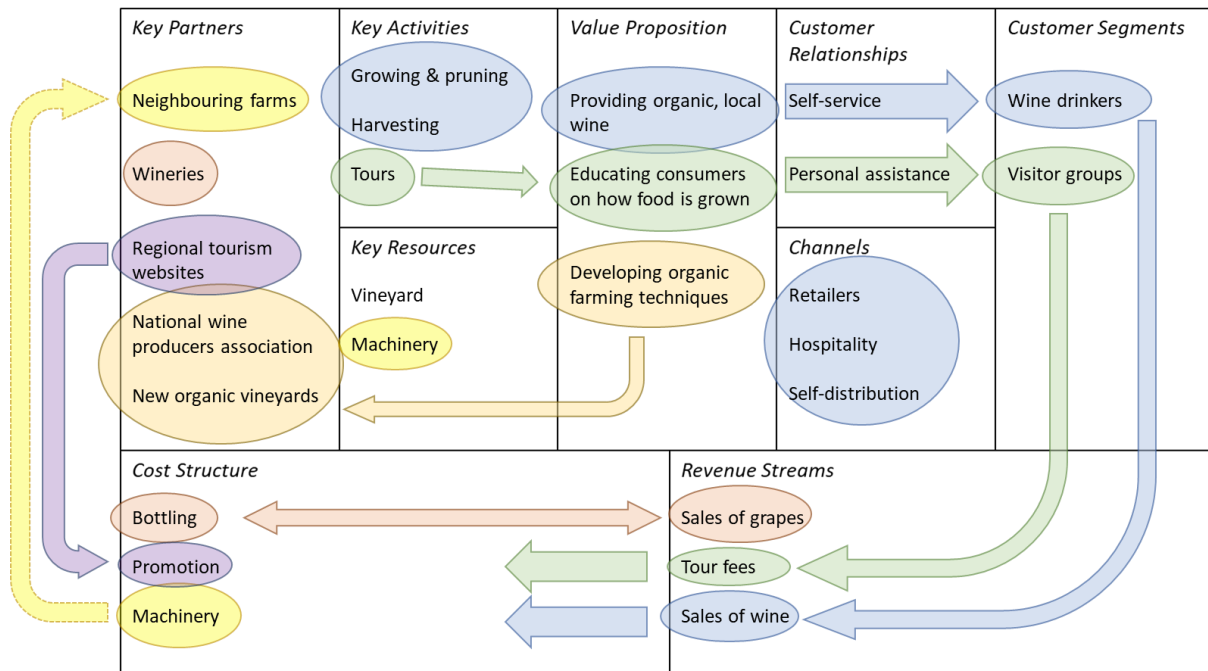 Key Partners
Neighbouring farms
Wineries
Regional tourism
websites
National wine
producers association
New organic vineyards
Key Activities
Growing & pruning
Harvesting
Tours
Key Resources
Vineyard
Machinery
Value Proposition
Providing organic, local
wine
Educating consumers
on how food is grown
Developing organic
farming techniques
Customer
Relationships
Self-service
Personal assistance
Channels
Retailers
Hospitality
Self-distribution
Customer Segments
Wine drinkers
Visitor groups
Cost Structure
Bottling
Promotion
Machinery
Revenue Streams
Sales of grapes
Tour fees
Sales of wine